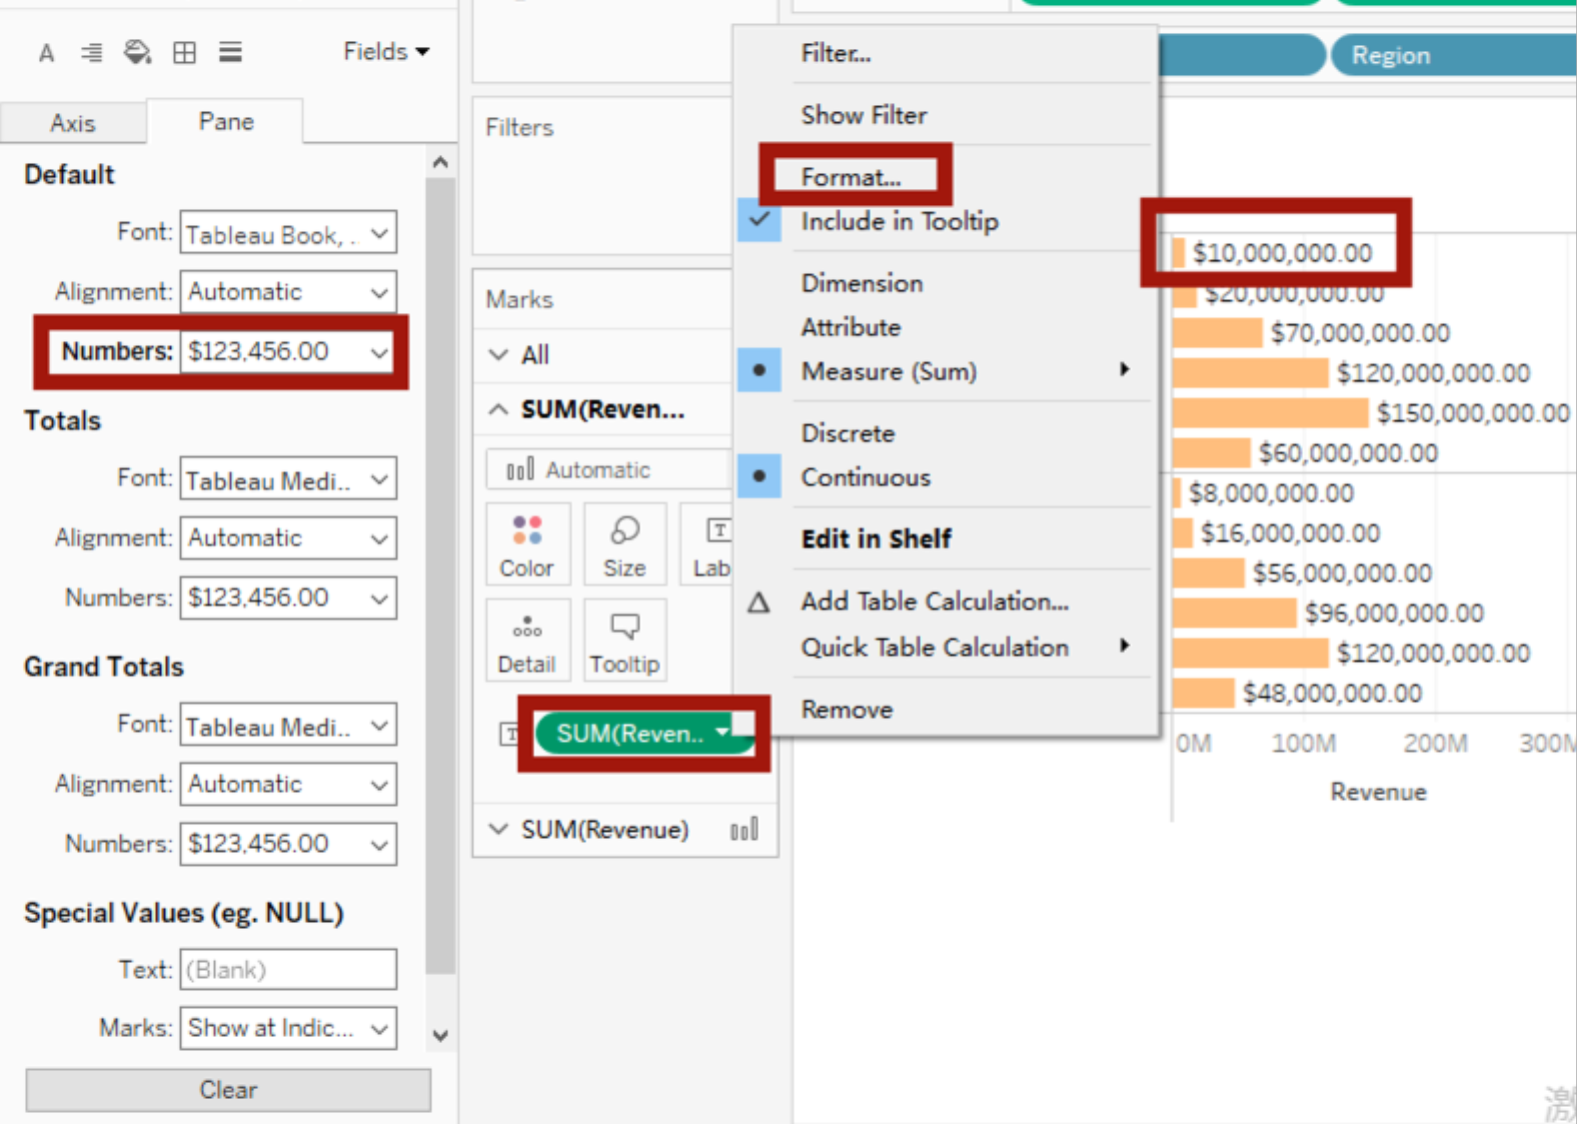 A
Fields
Axis
Pane
Default
Font: Tableau Book, ..
Alignment: Automatic
Numbers: $123,456.00
Totals
Font: Tableau Medi..
Alignment: Automatic
Numbers: $123,456.00
Grand Totals
Font: Tableau Medi..
Alignment: Automatic
Numbers: $123,456.00
Special Values (eg. NULL)
Text: (Blank)
Marks: Show at Indic...
Clear
Filters
Marks
All
SUM(Reven...
Automatic
Color
Size
T
Lab
Detail
Tooltip
T
SUM(Reven..
SUM(Revenue)
Filter...
Show Filter
Format...
Include in Tooltip
Dimension
Attribute
Measure (Sum)
Discrete
Continuous
Edit in Shelf
Add Table Calculation...
Quick Table Calculation
Remove
Region
$10,000,000.00
$20,000,000.00
$70,000,000.00
$120,000,000.00
$150,000,000.00
$60,000,000.00
$8,000,000.00
$16,000,000.00
$56,000,000.00
$96,000,000.00
$120,000,000.00
$48,000,000.00
0M 100M 200M 300M
Revenue
激